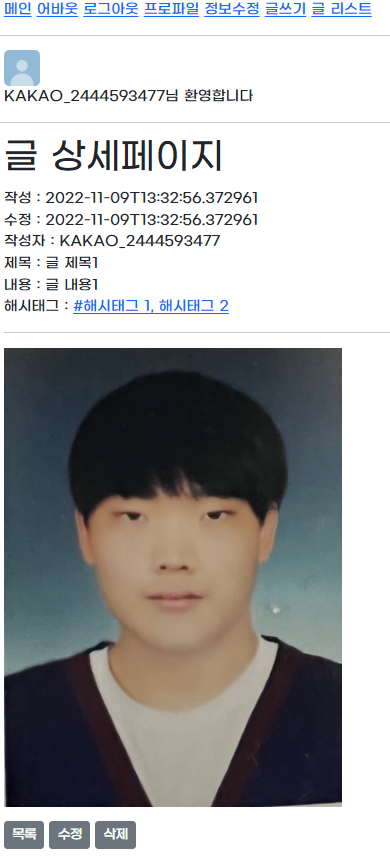 메인 어바웃 로그아웃 프로파일 정보수정 글쓰기 글 리스트
KAKAO_2444593477님 환영합니다
글 상세페이지
작성 : 2022-11-09T13:32:56.372961
수정 : 2022-11-09T13:32:56.372961
작성자 : KAKAO_2444593477
제목 : 글 제목1
내용 : 글 내용1
해시태그 : #해시태그 1, 해시태그 2
목록 수정 삭제